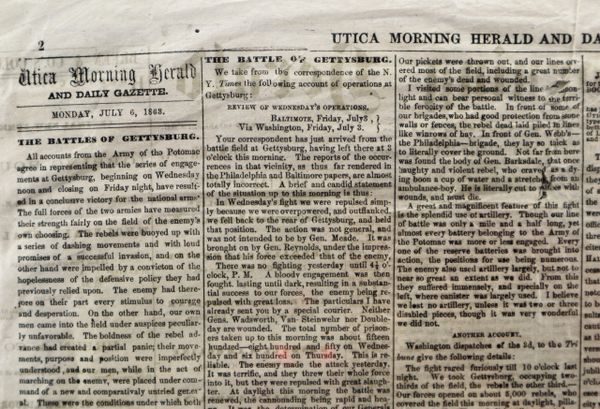 2
UTICA MORNING HERALD AND DA
Utica Morning Herald
AND DAILY GAZETTE.
MONDAY, JULY 6, 1863.
THE BATTLES OF GETTYSBURG.
All accounts from the Army of the Potomac
agree in representing that the series of engage-
ments at Gettysburg, beginning on Wednesday
noon and closing on Friday night, have result-
ed in a conclusive victory for the national arms.
The full forces of the two armies have measured
their strength fairly on the field of the enemy's
own choosing. The rebels were buoyed up with
a series of dashing movements and with loud
promises of a successful invasion, and on the
other hand were impelled by a conviction of the
hopelessness of the defensive policy they had
previously relied upon. The enemy had there-
fore on their part every stimulus to courage
and desperation. On the other hand, our own
men came into the field under auspices peculiar-
ly unfavorable. The boldness of the rebel ad-
vance had created a partial panic; their move-
ments, purpose and position were imperfectly
understood, and our men, while in the act of
marching on the enemy, were placed under com-
mand of a new and comparatively untried gener-
al. These were the conditions under which both
THE BATTLE OF GETTYSBURG.
We take from the correspondence of the N.
Y. Times the following account of operations at
Gettysburg:
REVIEW OF WEDNESDAY'S OPERATIONS.
BALTIMORE, Friday, July 3,
Via Washington, Friday, July 3.
Your correspondent has just arrived from the
battle field at Gettysburg, having left there at 3
o'clock this morning. The reports of the occur-
rences in that vicinity, as thus far rendered in
the Philadelphia and Baltimore papers, are almost
totally incorrect. A brief and candid statement
of the situation up to this morning is thus:
In Wednesday's fight we were repulsed simply
because we were overpowered, and outflanked.
we fell back to the rear of Gettysburg, and held
that position. The action was not general, and
was not intended to be by Gen. Meade. It was
brought on by Gen. Reynolds, under the impres-
sion that his force exceeded that of the enemy.
There was no fighting yesterday until 4½ o'-
clock, P. M. A bloody engagement was then
fought, lasting until dark, resulting in a substan-
tial success to our forces, the enemy being re-
pulsed with great loss. The particulars I have
already sent you by a special courier. Neither
Gens. Wadsworth, Van Steinwehr nor Double-
day are wounded. The total number of prison-
ers taken up to this morning was about fifteen
hundred—eight hundred and fifty on Wednes-
day and six hundred on Thursday. This is re-
liable. The enemy made the attack yesterday.
It was terrific, and they threw their whole force
into it, but they were repulsed with great slaugh-
ter. At daylight this morning the battle was
renewed, the cannonading being rapid and hea-
It was the determination of our Generals
Our pickets were thrown out, and our lines cov-
ered most of the field, including a great number
of the enemy's dead and wounded.
I visited some portions of the line
light and can bear personal witness to the terri-
ble ferocity of the battle. In front of some of
our brigades, who had good protection from stone
walls or fences, the rebel dead laid piled in lines
like winrows of hay. In front of Gen. Webb's—
the Philadelphia—brigade, they lay so thick as
to literally cover the ground. Not far from here
was found the body of Gen. Barksdale, that once
haughty and violent rebel, who craved as a dy-
ing boon a cup of water and a stretcher from an
ambulance-boy. He is literally cut to pieces with
wounds, and must die.
A great and magnificent feature of this fight
is the splendid use of artillery. Though our line
of battle was only a mile and a half long, yet
almost every battery belonging to the Army of
the Potomac was more or less engaged. Every
one of the reserve batteries was brought into
action, the positions for use being numerous.
The enemy also used artillery largely, but not to
near so great an extent as we did. From this
they suffered immensely, and specially on the
left, where canister was largely used. I believe
we lost no artillery, unless it was two or three
disabled pieces, though it was very wonderful
we did not.
ANOTHER ACCOUNT.
Washington dispatches of the 3d, to the Tri
bune give the following details:
The fight raged furiously till 10 o'clock last
night. We took Gettysburg, occupying two-
thirds of the field, the rebels the other third.—
Our forces opened on about 5,000 rebels, who
covered the field this morning at daylight, pilla-